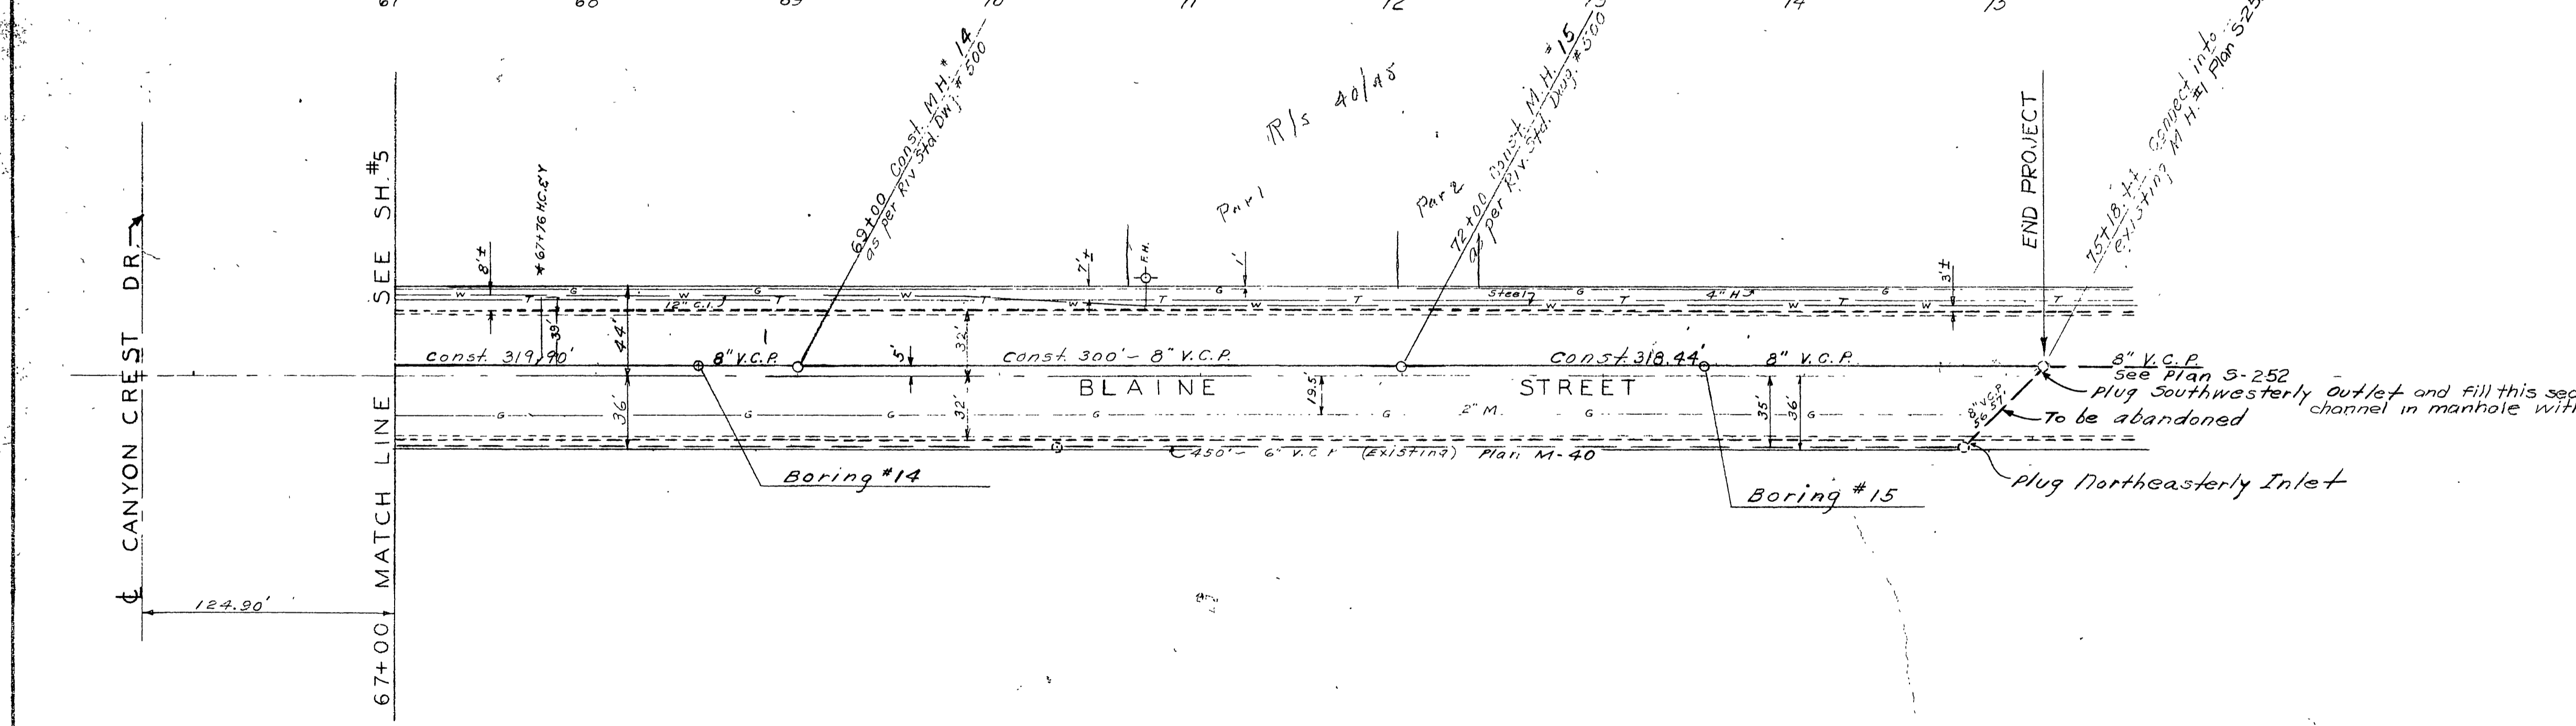 67 68 69 70 71 72 73 74 75
69+00 Const. M.H. #14
as per Riv Std. Dwg. #500
72+00 Const. M.H. #15
as per Riv. Std. Dwg. #500
75+18.44 Connect into
existing M H. #1 Plan S-25
END PROJECT
R/s 40/45
Par 1
Par 2
SEE SH. #5
67+76 H.C.&Y
8'±
7'±
F.H.
1'
3'±
W T G 12" C.I. W T G
W T G W T
Steel G 4" H G
W T W T W T
39'
44'
32'
5'
Const. 319.90'
8" V.C.P.
Const. 300' - 8" V.C.P.
Const. 318.44'
8" V.C.P.
8" V.C.P.
See Plan S-252
BLAINE STREET
Plug Southwesterly Outlet and fill this sec
channel in manhole with
To be abandoned
8" V.C.P.
36'
32'
19.5'
35'
36'
G G G G G 2" M. G G
450' - 6" V.C.P. (Existing) Plan M-40
Boring #14
Boring #15
Plug Northeasterly Inlet
℄ CANYON CREST DR.
67+00 MATCH LINE
124.90'